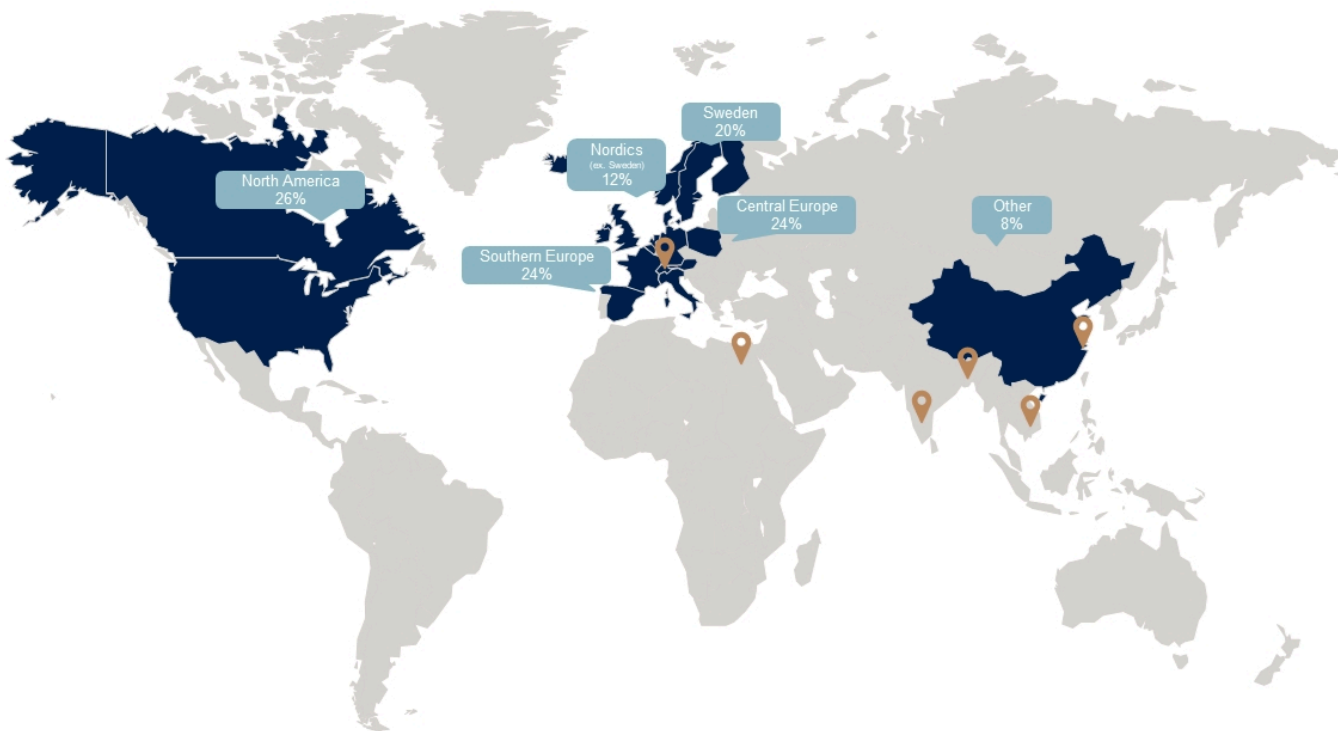 Sweden
20%
Nordics
(ex. Sweden)
12%
North America
26%
Central Europe
24%
Other
8%
Southern Europe
24%